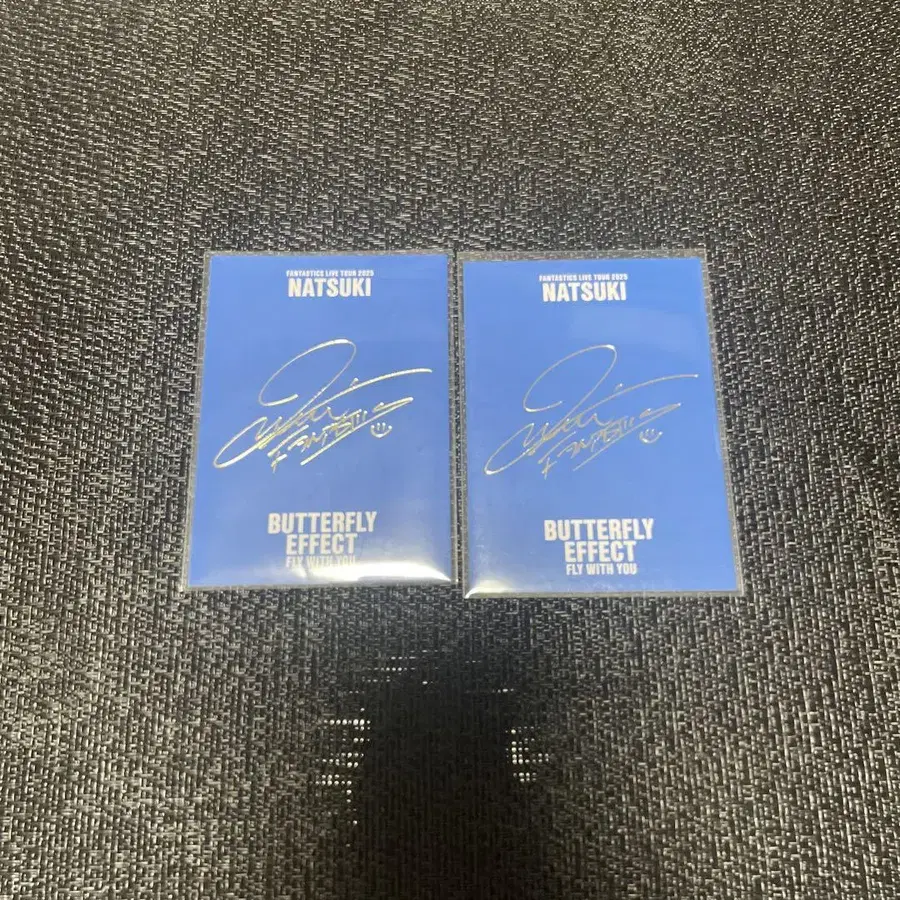 FANTASTICS LIVE TOUR 2025
NATSUKI
BUTTERFLY
EFFECT
FLY WITH YOU
FANTASTICS LIVE TOUR 2025
NATSUKI
BUTTERFLY
EFFECT
FLY WITH YOU